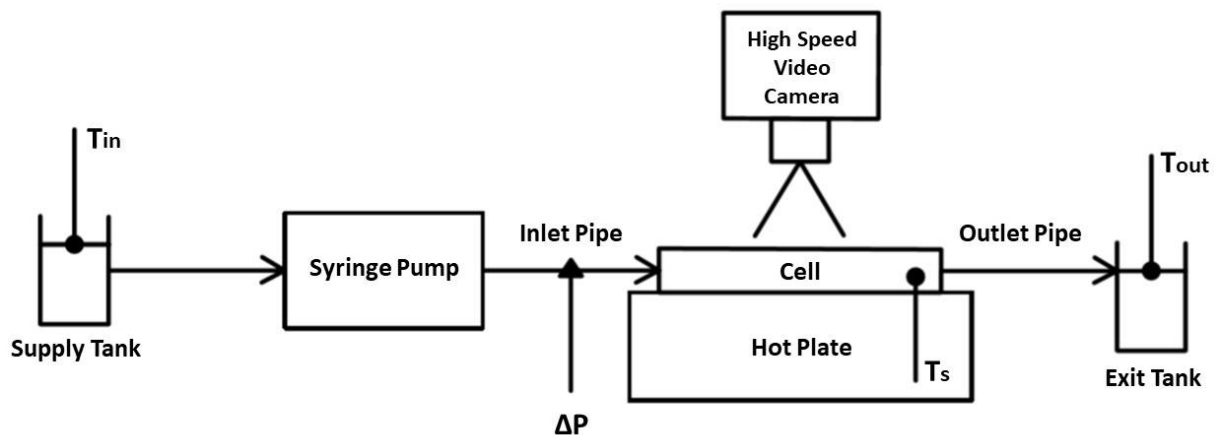 High Speed
Video
Camera
Tin
Tout
Inlet Pipe
Outlet Pipe
Syringe Pump
Cell
Supply Tank
Hot Plate
Ts
Exit Tank
ΔP